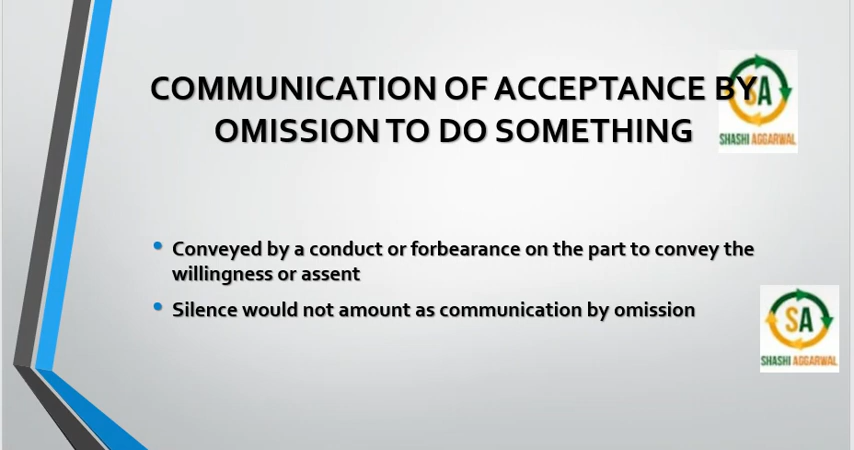 COMMUNICATION OF ACCEPTANCE BY
OMISSION TO DO SOMETHING
SA
SHASHI AGGARWAL
• Conveyed by a conduct or forbearance on the part to convey the
willingness or assent
• Silence would not amount as communication by omission
SA
SHASHI AGGARWAL